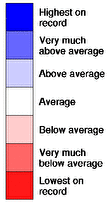 Highest on
record
Very much
above average
Above average
Average
Below average
Very much
below average
Lowest on
record